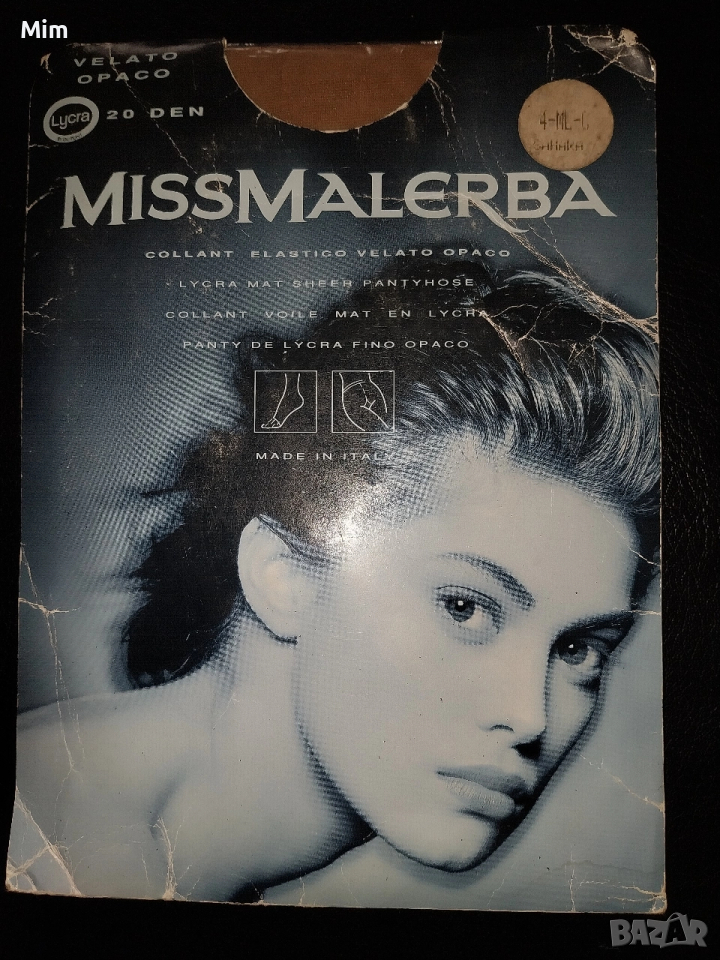 Mim
VELATO
OPACO
Lycra
20 DEN
4-ML-
MISSMALERBA
COLLANT ELASTICO VELATO OPACO
LYCRA MAT SHEER PANTYHOSE
COLLANT VOILE MAT EN LYCRA
PANTY DE LYCRA FINO OPACO
MADE IN ITALY
BAZAR